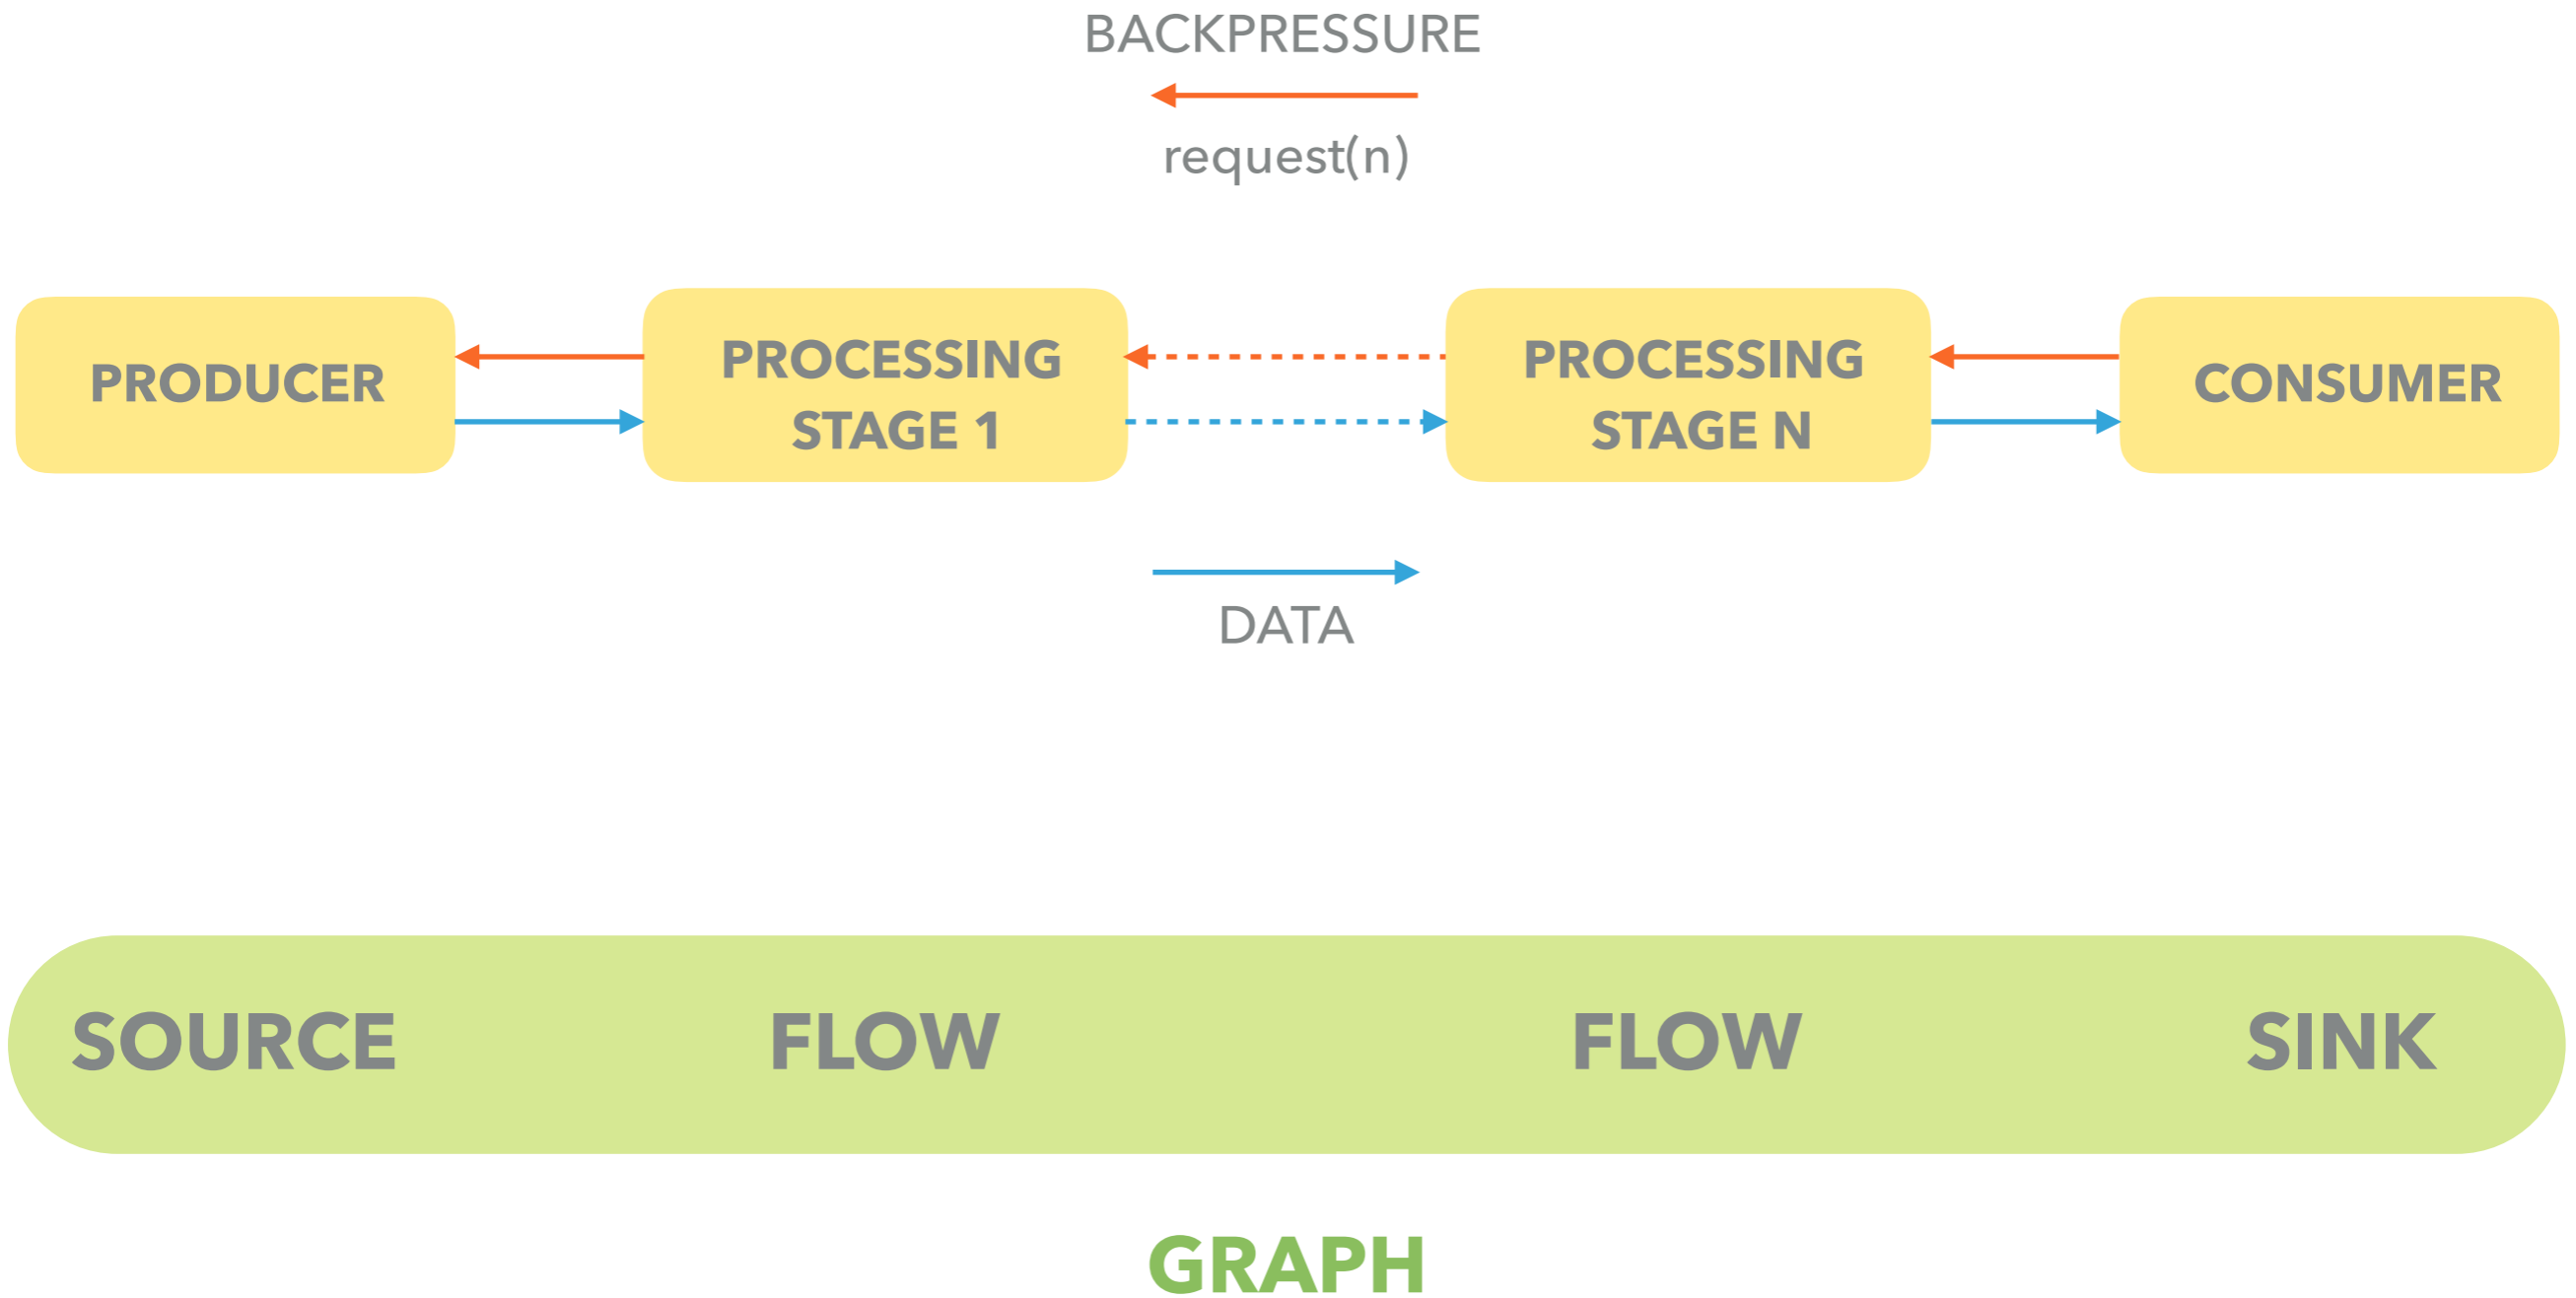 BACKPRESSURE
request(n)
PRODUCER
PROCESSING
STAGE 1
PROCESSING
STAGE N
CONSUMER
DATA
SOURCE
FLOW
FLOW
SINK
GRAPH